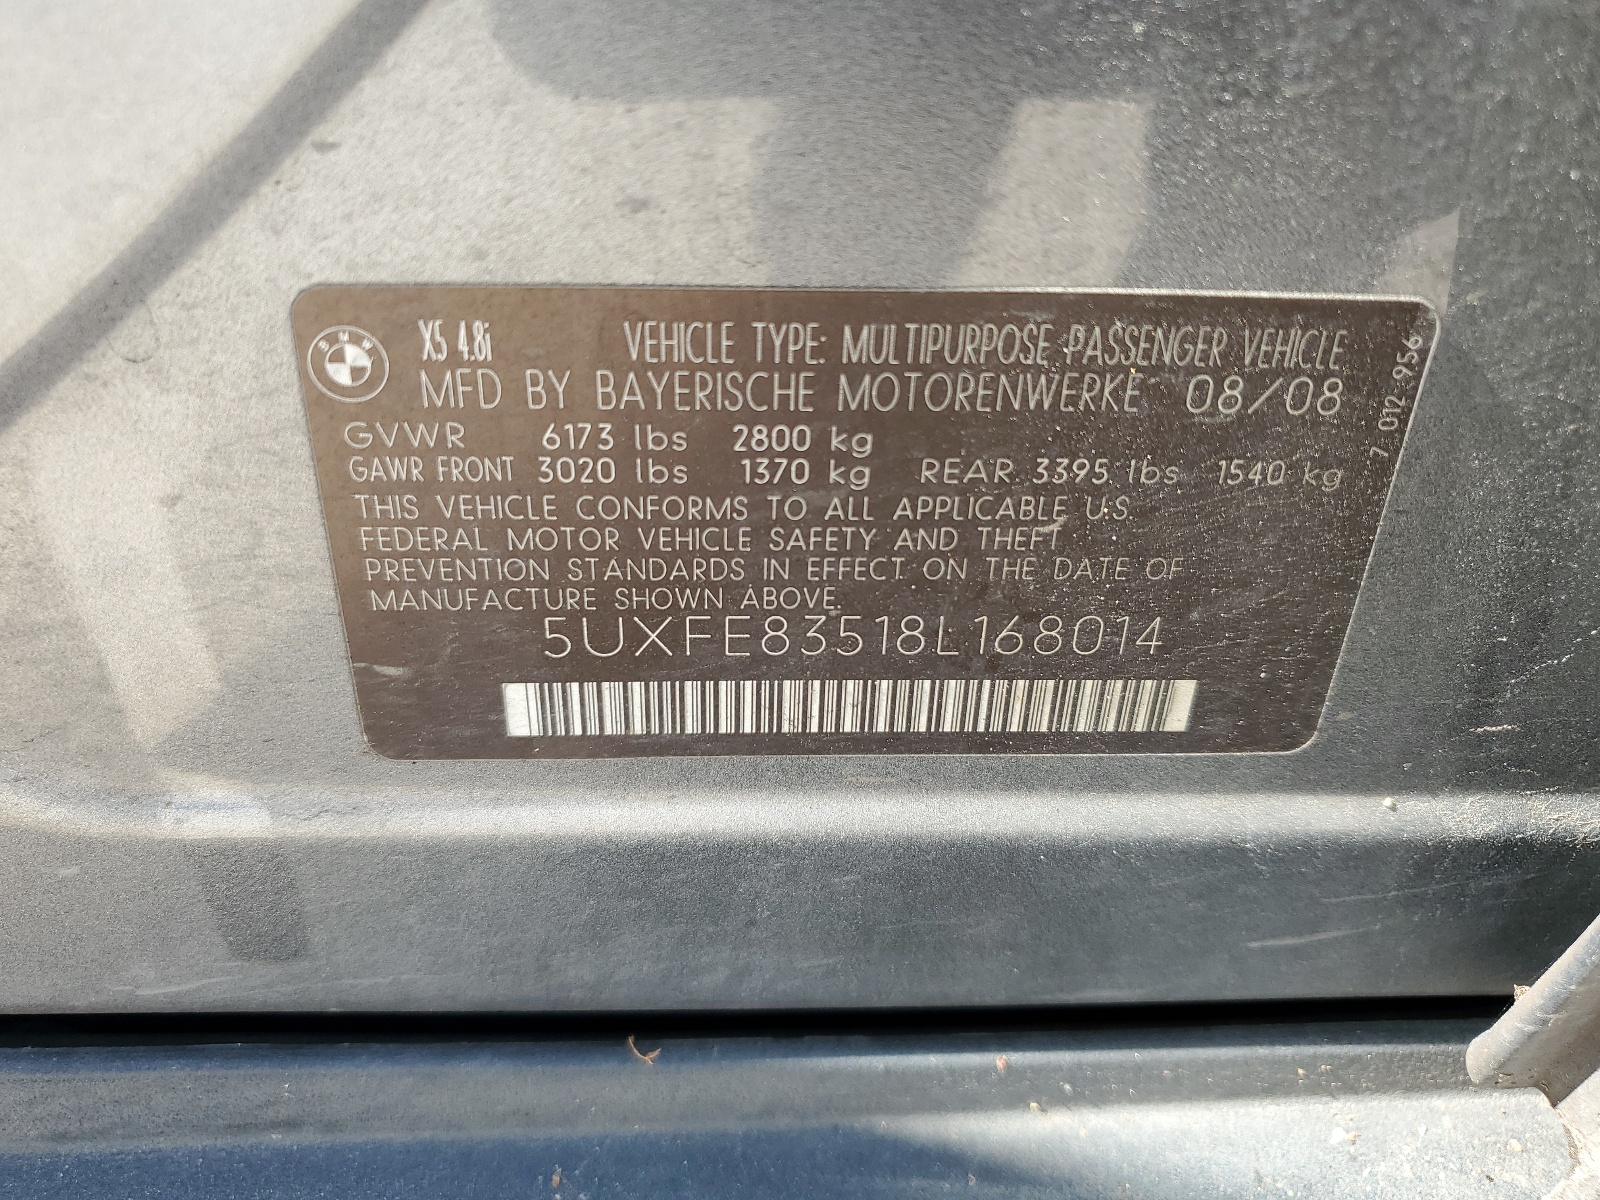 BMW
X5 4.8i VEHICLE TYPE: MULTIPURPOSE PASSENGER VEHICLE
MFD BY BAYERISCHE MOTORENWERKE 08/08
GVWR 6173 lbs 2800 kg
GAWR FRONT 3020 lbs 1370 kg REAR 3395 lbs 1540 kg
THIS VEHICLE CONFORMS TO ALL APPLICABLE U.S.
FEDERAL MOTOR VEHICLE SAFETY AND THEFT
PREVENTION STANDARDS IN EFFECT ON THE DATE OF
MANUFACTURE SHOWN ABOVE.
5UXFE83518L168014
7 012 956